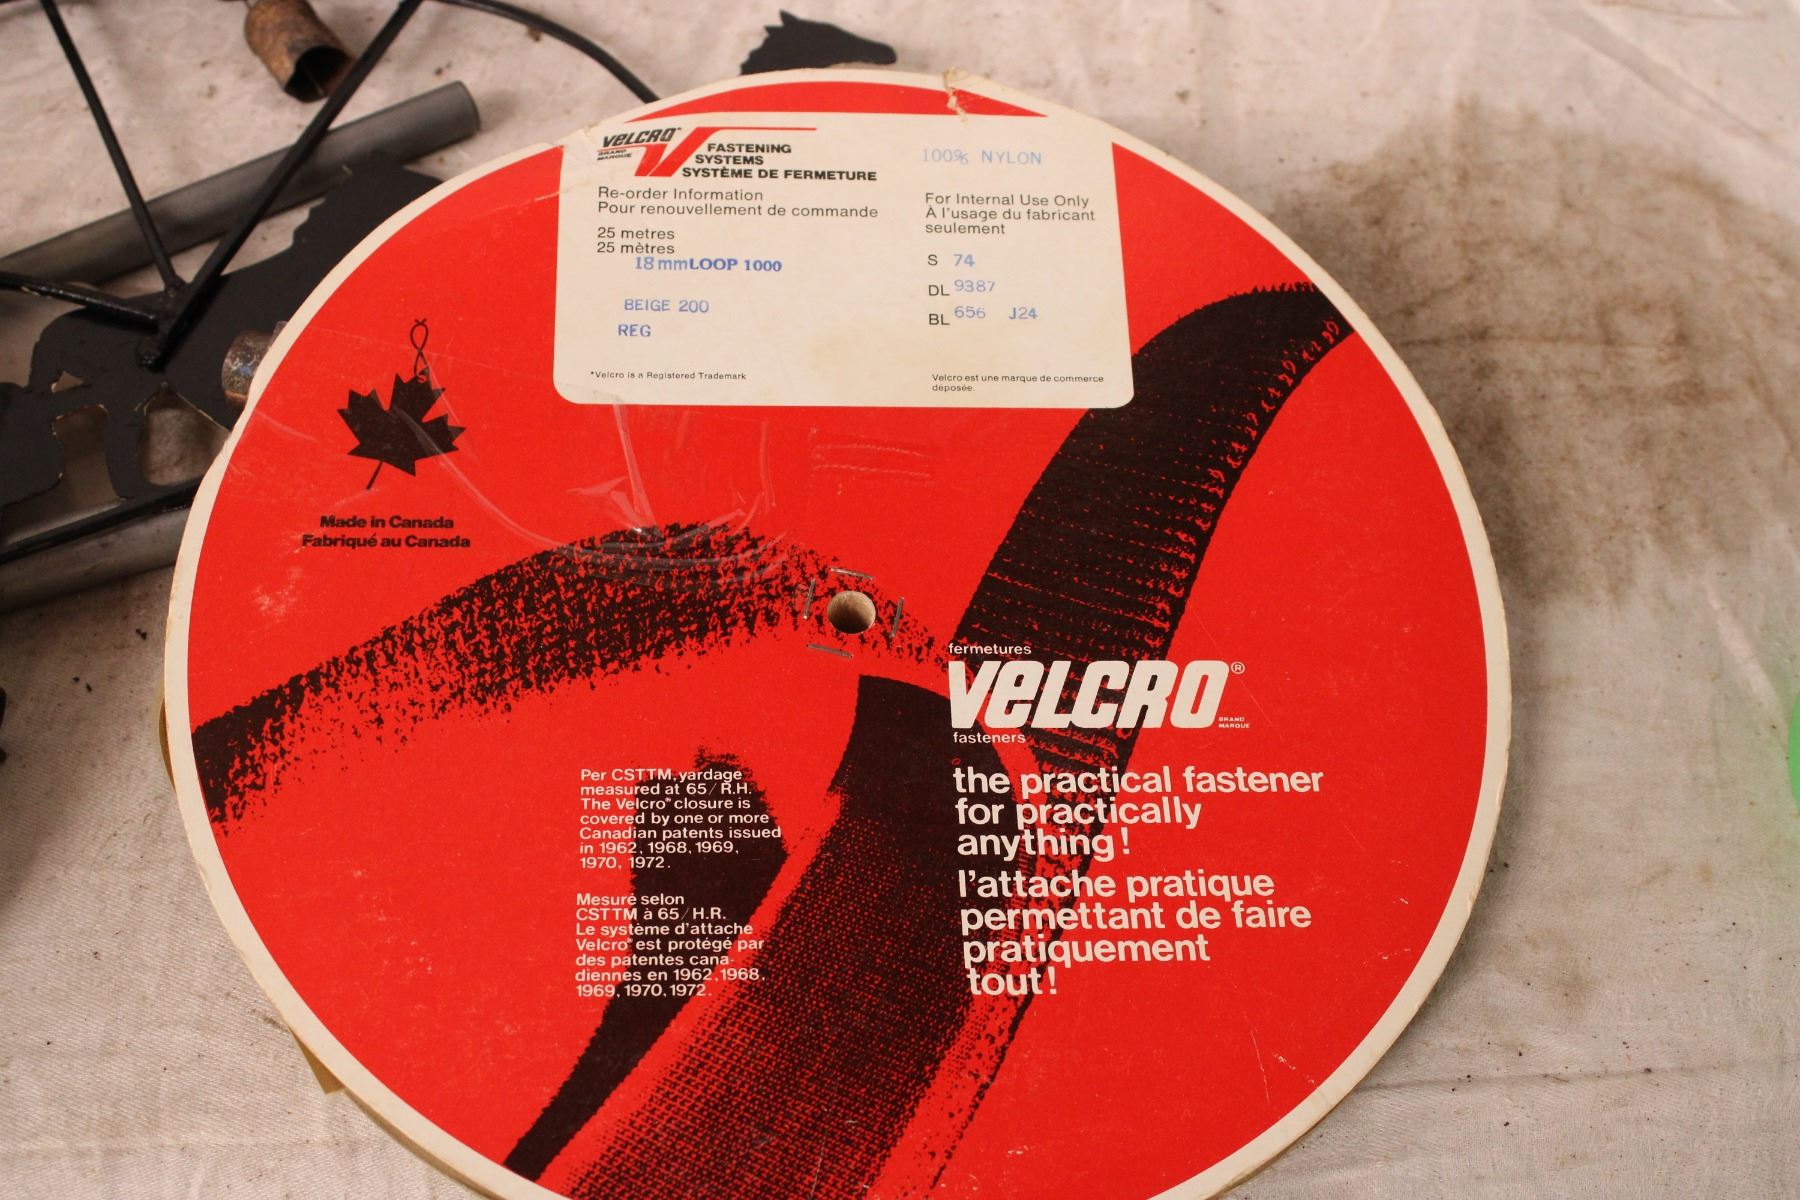 VELCRO®
BRAND
MARQUE
FASTENING
SYSTEMS
SYSTÈME DE FERMETURE
Re-order Information
Pour renouvellement de commande
25 metres
25 mètres
18 mm LOOP 1000
BEIGE 200
REG
*Velcro is a Registered Trademark
100% NYLON
For Internal Use Only
À l'usage du fabricant
seulement
S 74
DL 9387
BL 656 J24
Velcro est une marque de commerce
déposée.
Made in Canada
Fabriqué au Canada
fermetures
VELCRO®
BRAND
MARQUE
fasteners
the practical fastener
for practically
anything!
l'attache pratique
permettant de faire
pratiquement
tout!
Per CSTTM, yardage
measured at 65/R.H.
The Velcro® closure is
covered by one or more
Canadian patents issued
in 1962, 1968, 1969,
1970, 1972.
Mesuré selon
CSTTM à 65/H.R.
Le système d'attache
Velcro® est protégé par
des patentes cana-
diennes en 1962, 1968,
1969, 1970, 1972.